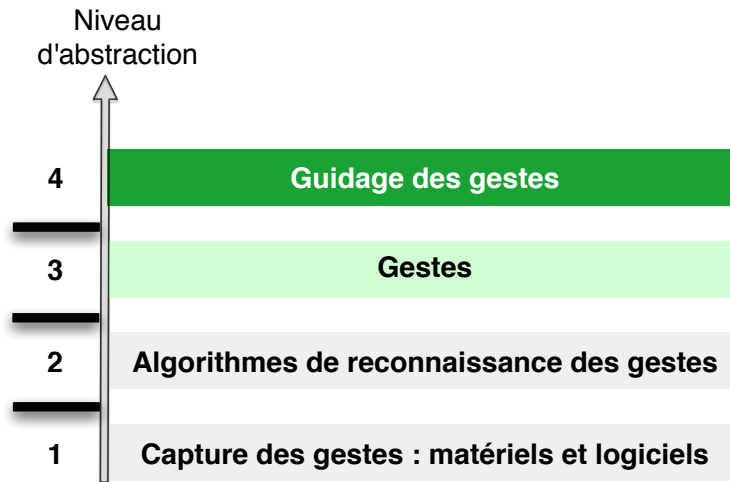 Niveau
d'abstraction
4
Guidage des gestes
3
Gestes
2
Algorithmes de reconnaissance des gestes
1
Capture des gestes : matériels et logiciels